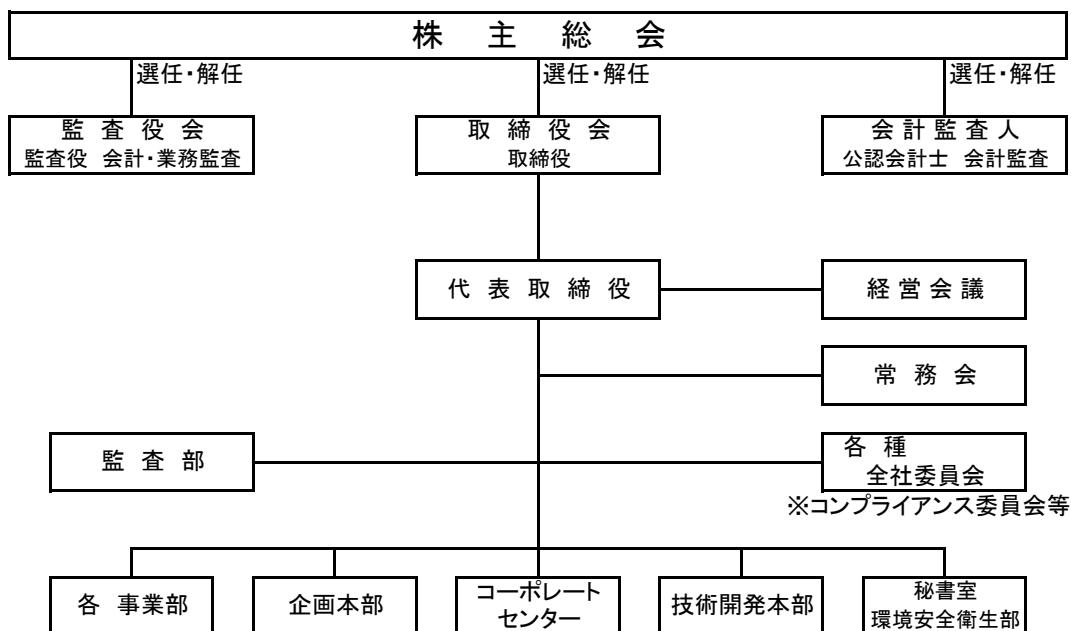 株主総会
選任・解任
選任・解任
選任・解任
監査役会
監査役 会計・業務監査
取締役会
取締役
会計監査人
公認会計士 会計監査
代表取締役
経営会議
常務会
監査部
各種
全社委員会
※コンプライアンス委員会等
各 事業部
企画本部
コーポレート
センター
技術開発本部
秘書室
環境安全衛生部